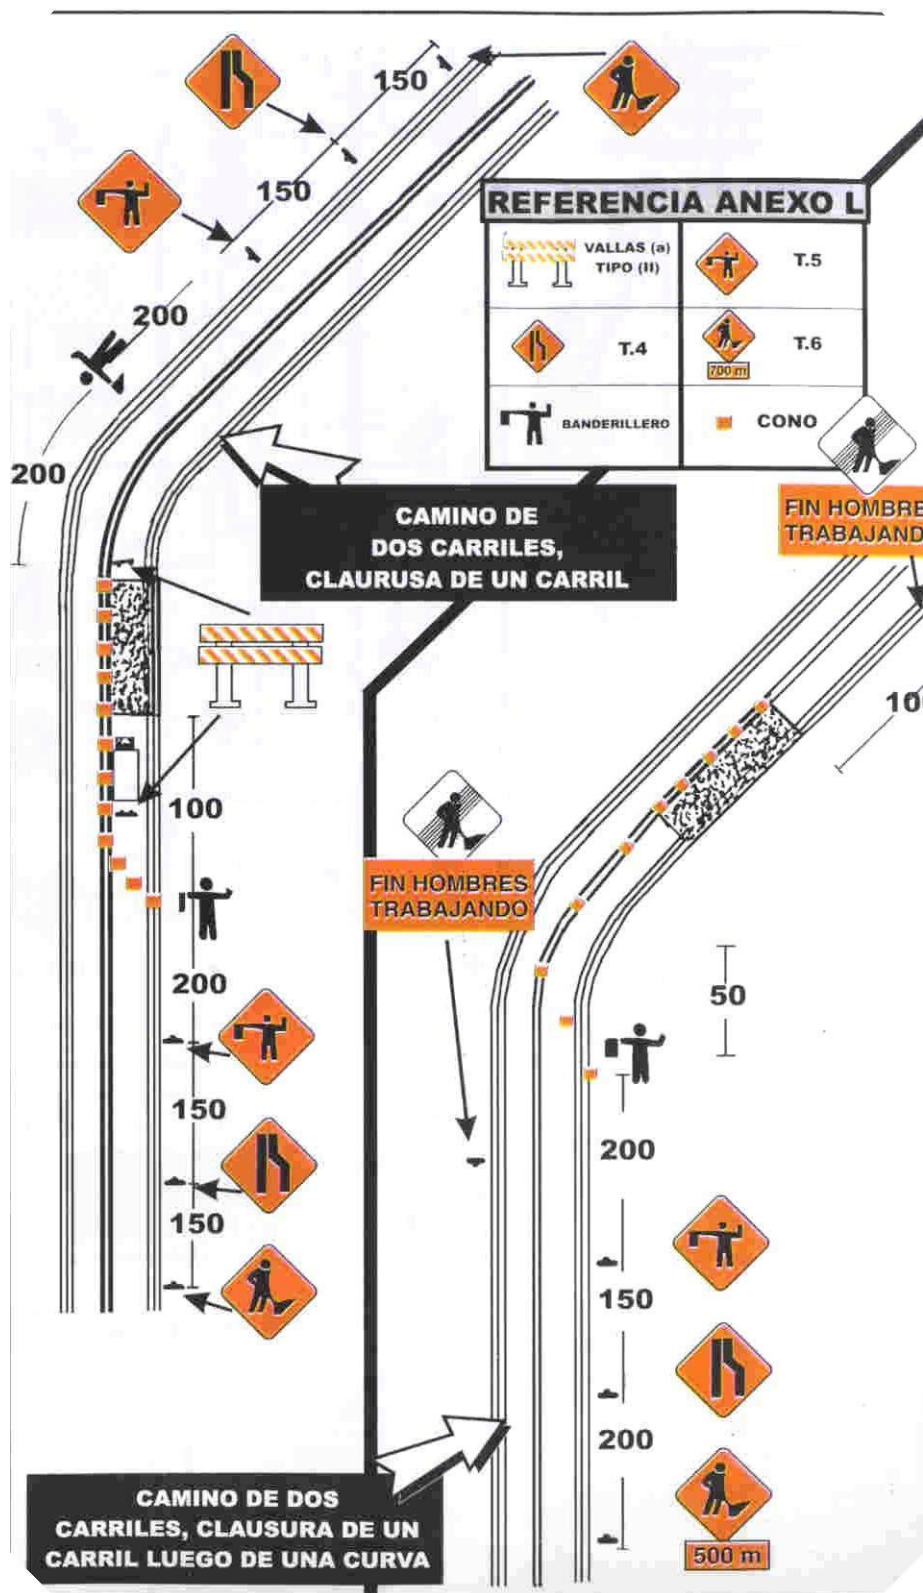 150
150
REFERENCIA ANEXO L
VALLAS (a)
TIPO (II)
T.5
T.4
T.6
700 m
BANDERILLERO
CONO
200
200
CAMINO DE
DOS CARRILES,
CLAURUSA DE UN CARRIL
FIN HOMBRE
TRABAJAND
10
100
FIN HOMBRES
TRABAJANDO
200
50
150
200
150
150
200
CAMINO DE DOS
CARRILES, CLAUSURA DE UN
CARRIL LUEGO DE UNA CURVA
500 m